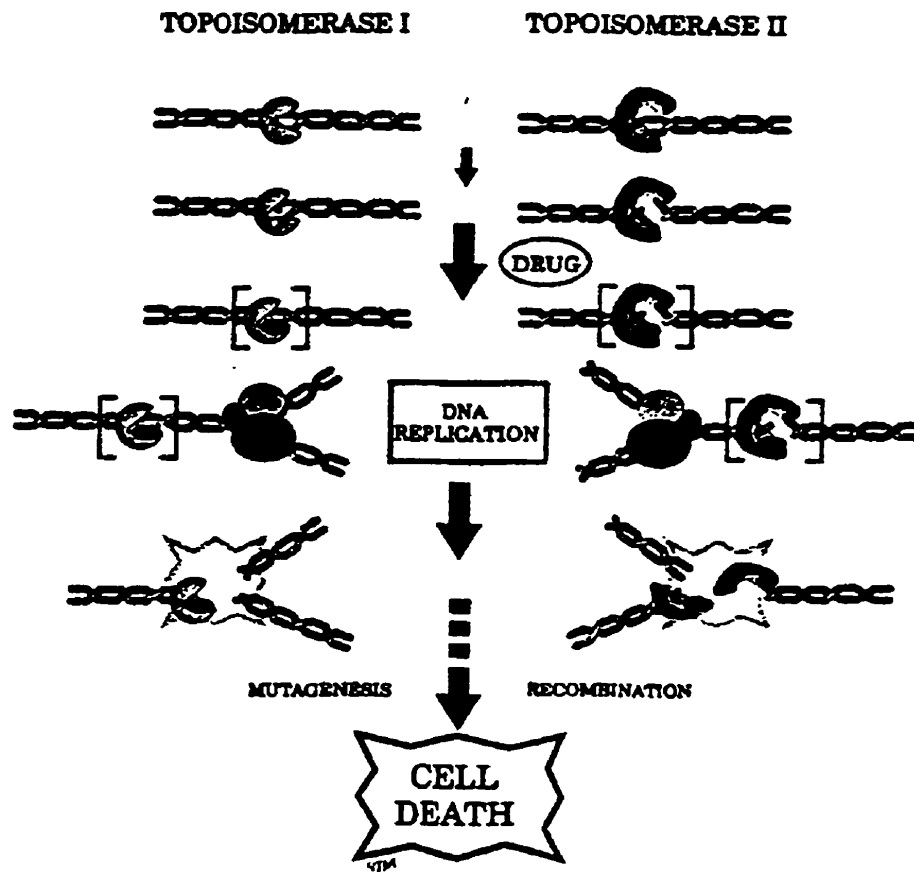 TOPOISOMERASE I
TOPOISOMERASE II
DRUG
DNA
REPLICATION
MUTAGENESIS
RECOMBINATION
CELL
DEATH